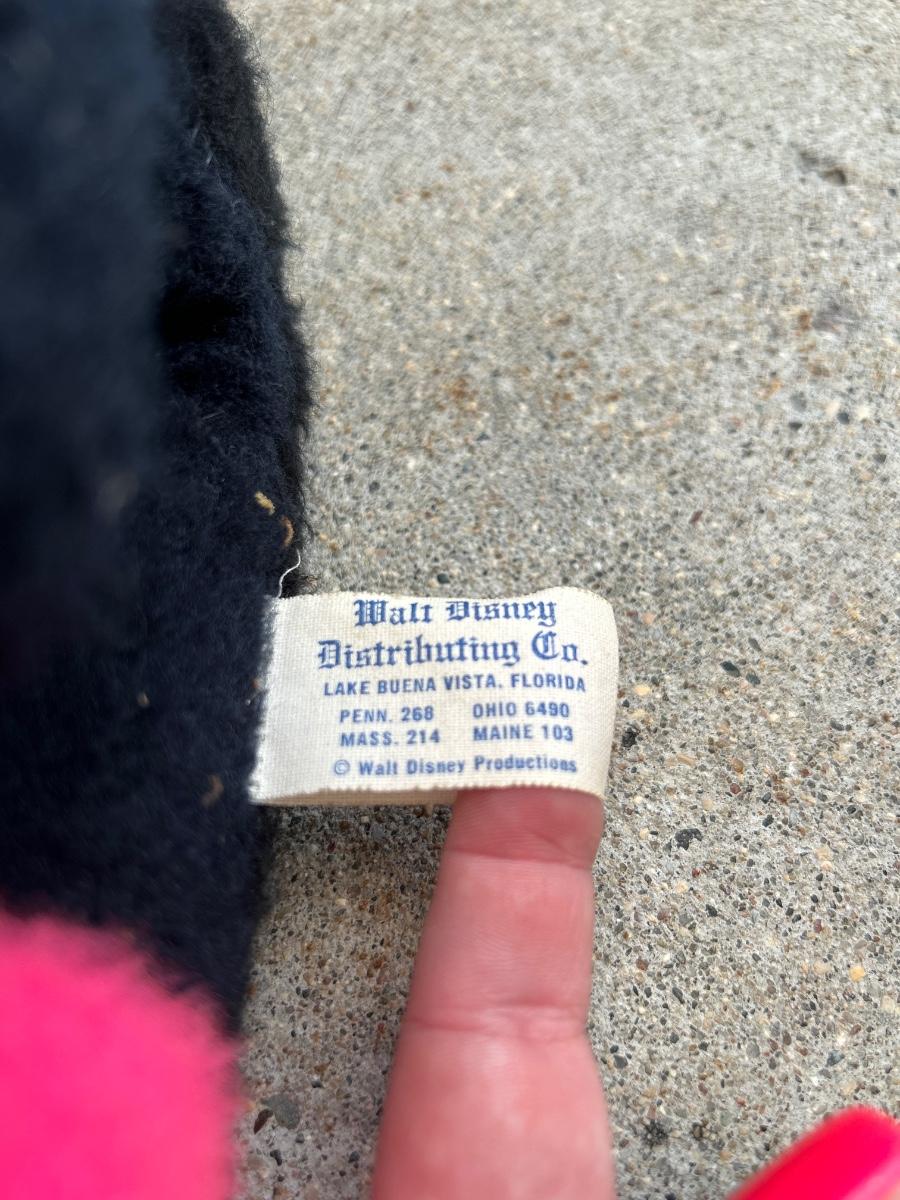 Walt Disney
Distributing Co.
LAKE BUENA VISTA, FLORIDA
PENN. 268 OHIO 6490
MASS. 214 MAINE 103
© Walt Disney Productions